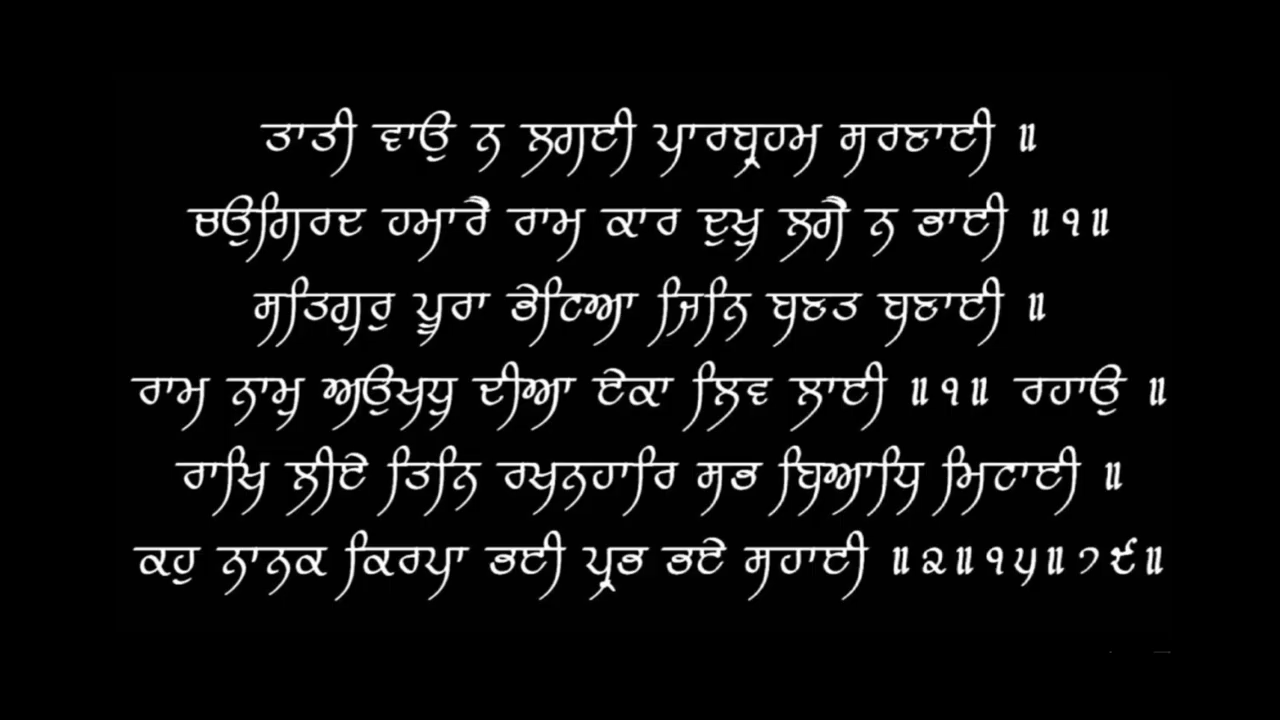 ਤਾਤੀ ਵਾਉ ਨ ਲਗਈ ਪਾਰਬ੍ਰਹਮ ਸਰਣਾਈ ॥
ਚਉਗਿਰਦ ਹਮਾਰੈ ਰਾਮ ਕਾਰ ਦੁਖੁ ਲਗੈ ਨ ਭਾਈ ॥੧॥
ਸਤਿਗੁਰੁ ਪੂਰਾ ਭੇਟਿਆ ਜਿਨਿ ਬਣਤ ਬਣਾਈ ॥
ਰਾਮ ਨਾਮੁ ਅਉਖਧੁ ਦੀਆ ਏਕਾ ਲਿਵ ਲਾਈ ॥੧॥ ਰਹਾਉ ॥
ਰਾਖਿ ਲੀਏ ਤਿਨਿ ਰਖਨਹਾਰਿ ਸਭ ਬਿਆਧਿ ਮਿਟਾਈ ॥
ਕਹੁ ਨਾਨਕ ਕਿਰਪਾ ਭਈ ਪ੍ਰਭ ਭਏ ਸਹਾਈ ॥੨॥੧੫॥੭੯॥